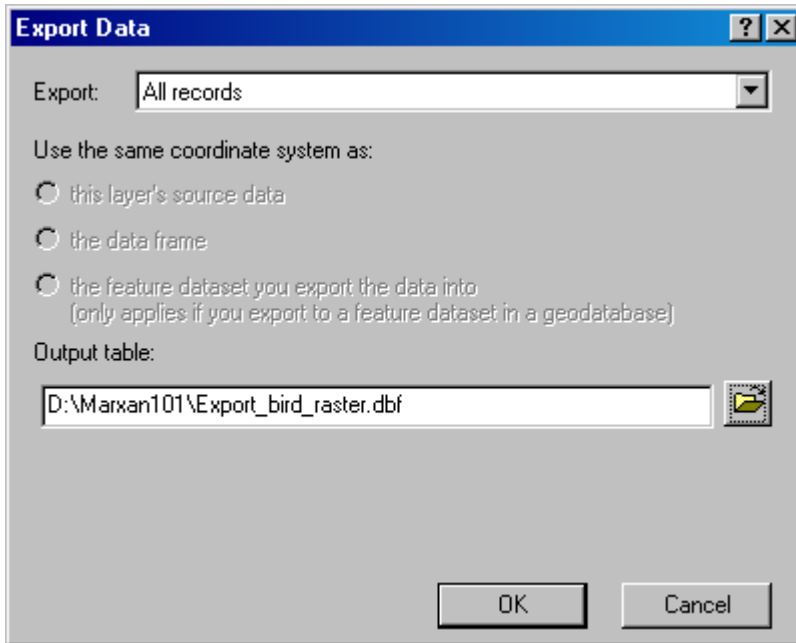 Export Data
Export: All records
Use the same coordinate system as:
this layer's source data
the data frame
the feature dataset you export the data into
(only applies if you export to a feature dataset in a geodatabase)
Output table:
D:\Marxan101\Export_bird_raster.dbf
OK Cancel